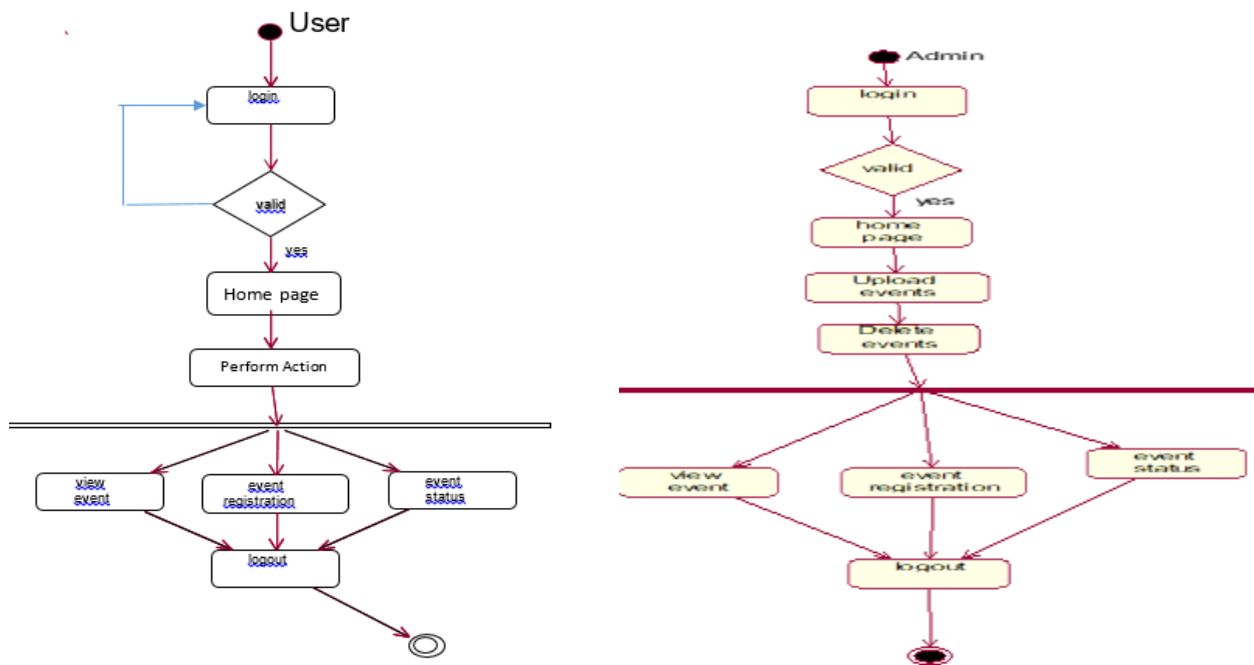 User
login
valid
yes
Home page
Perform Action
view
event
event
registration
event
status
logout
Admin
login
valid
yes
home
page
Upload
events
Delete
events
view
event
event
registration
event
status
logout